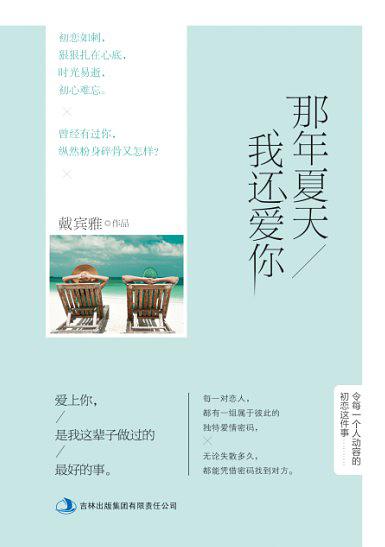 初恋如刺，
狠狠扎在心底，
时光易逝，
初心难忘。
曾经有过你，
纵然粉身碎骨又怎样？
那年夏天
我还爱你
戴宾雅◎作品
爱上你，
是我这辈子做过的
最好的事。
每一对恋人，
都有一组属于彼此的
独特爱情密码，
无论失散多久，
都能凭借密码找到对方。
令每一个人动容的
初恋这件事……
吉林出版集团有限责任公司